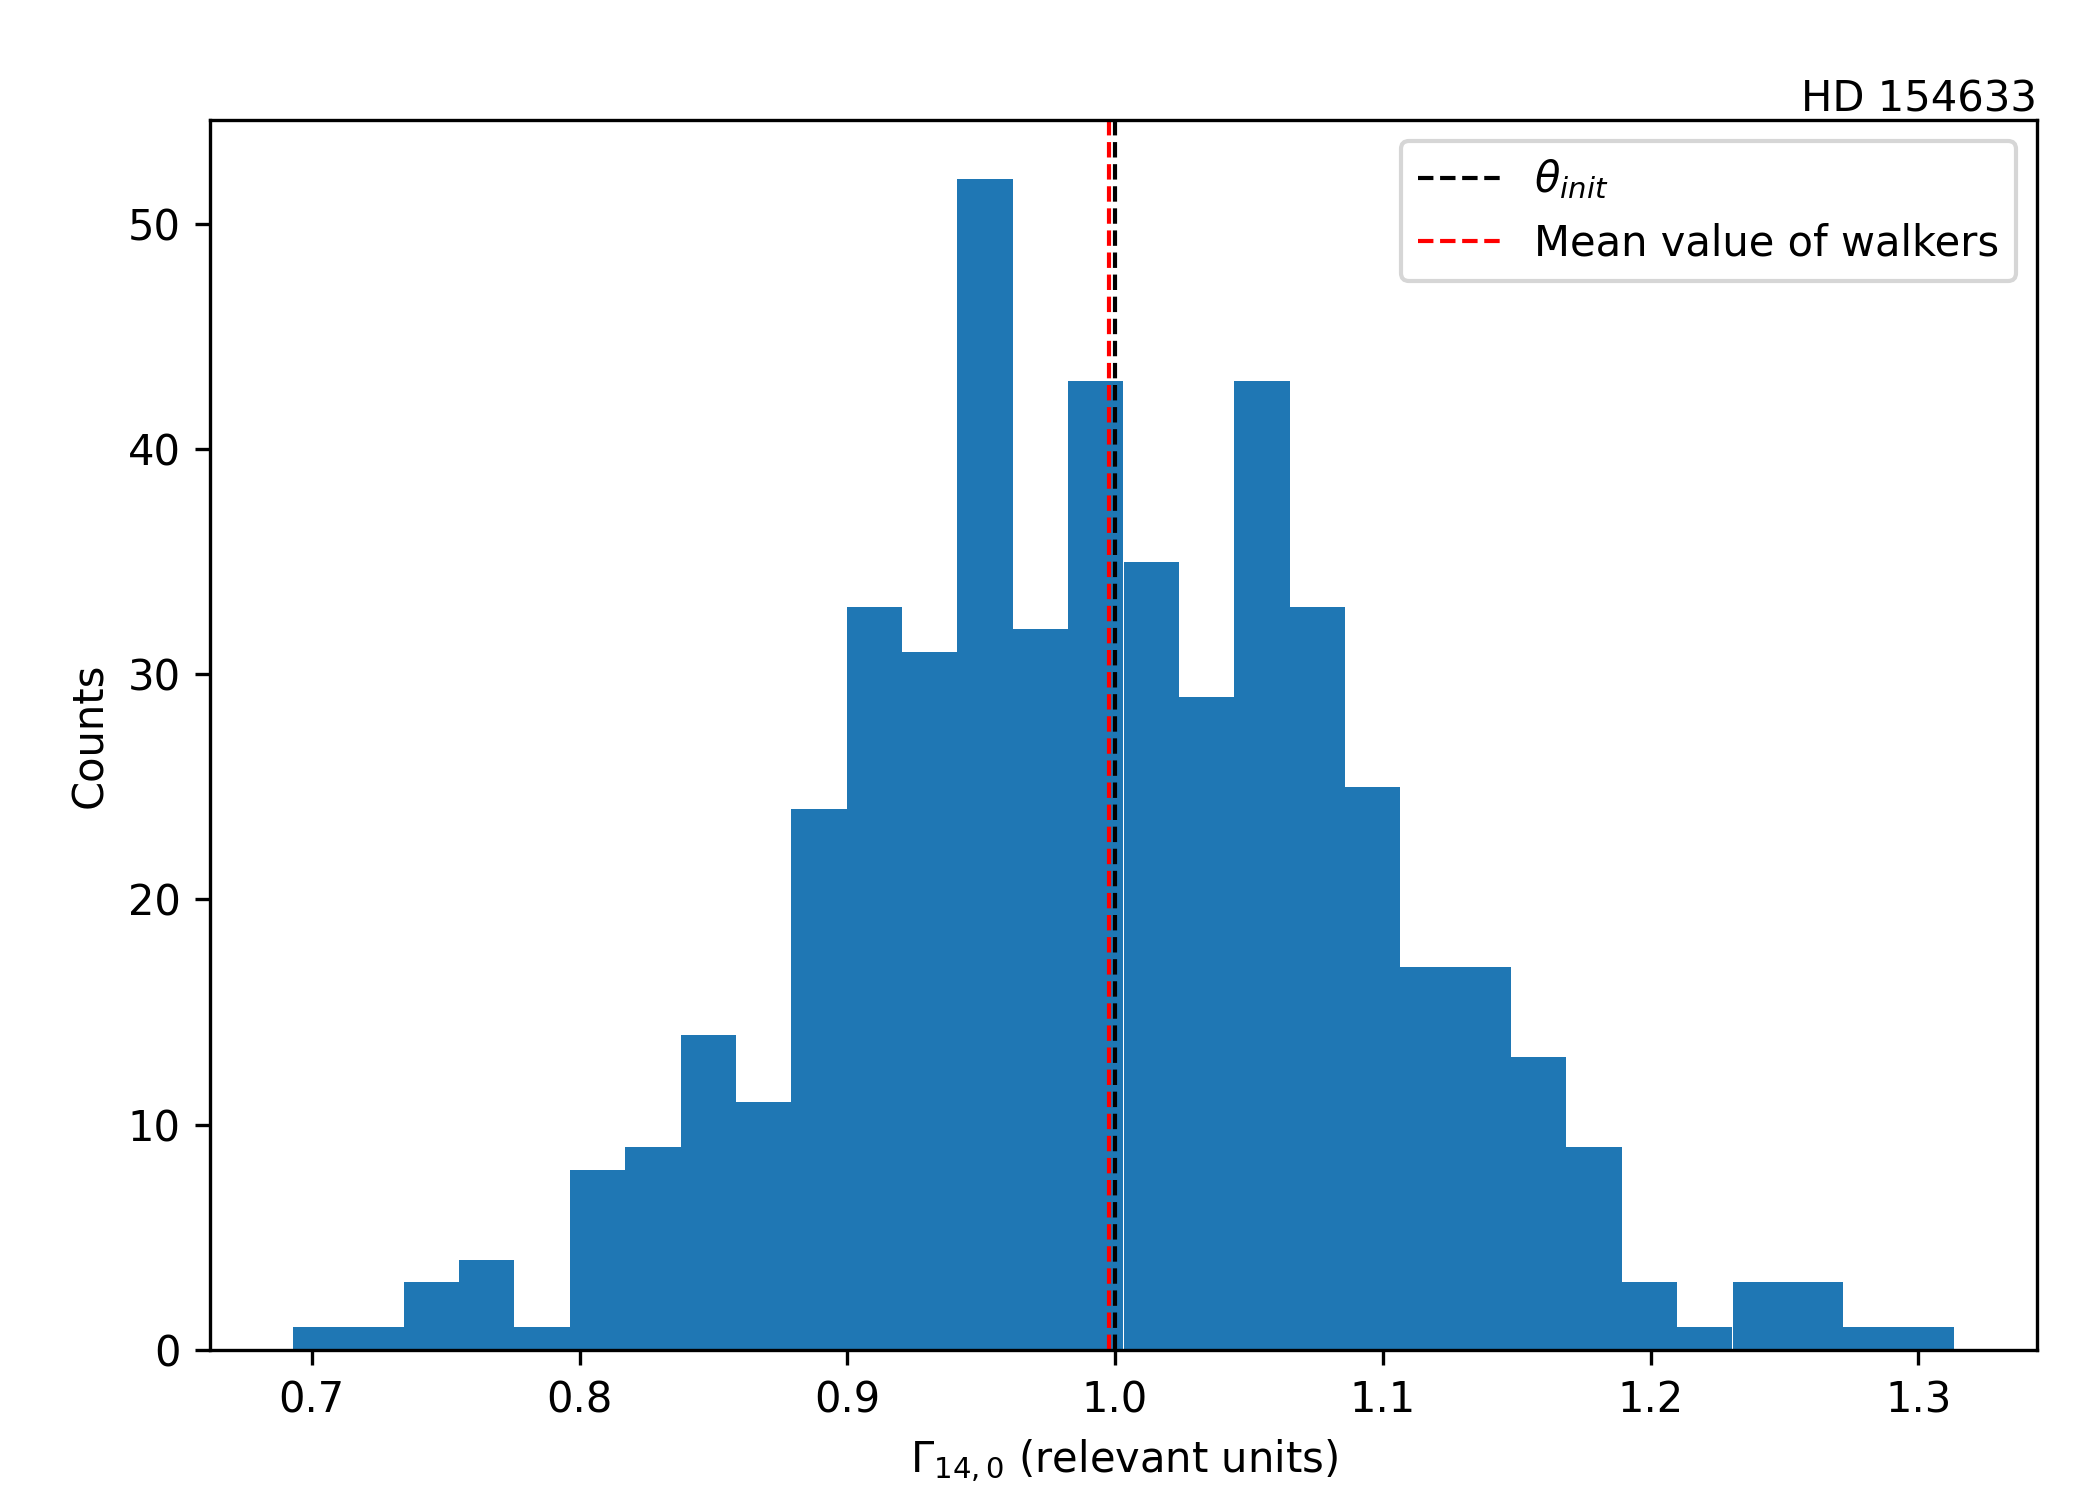 HD 154633
θinit
Mean value of walkers
50
40
30
20
10
0
Counts
0.7 0.8 0.9 1.0 1.1 1.2 1.3
Γ14, 0 (relevant units)